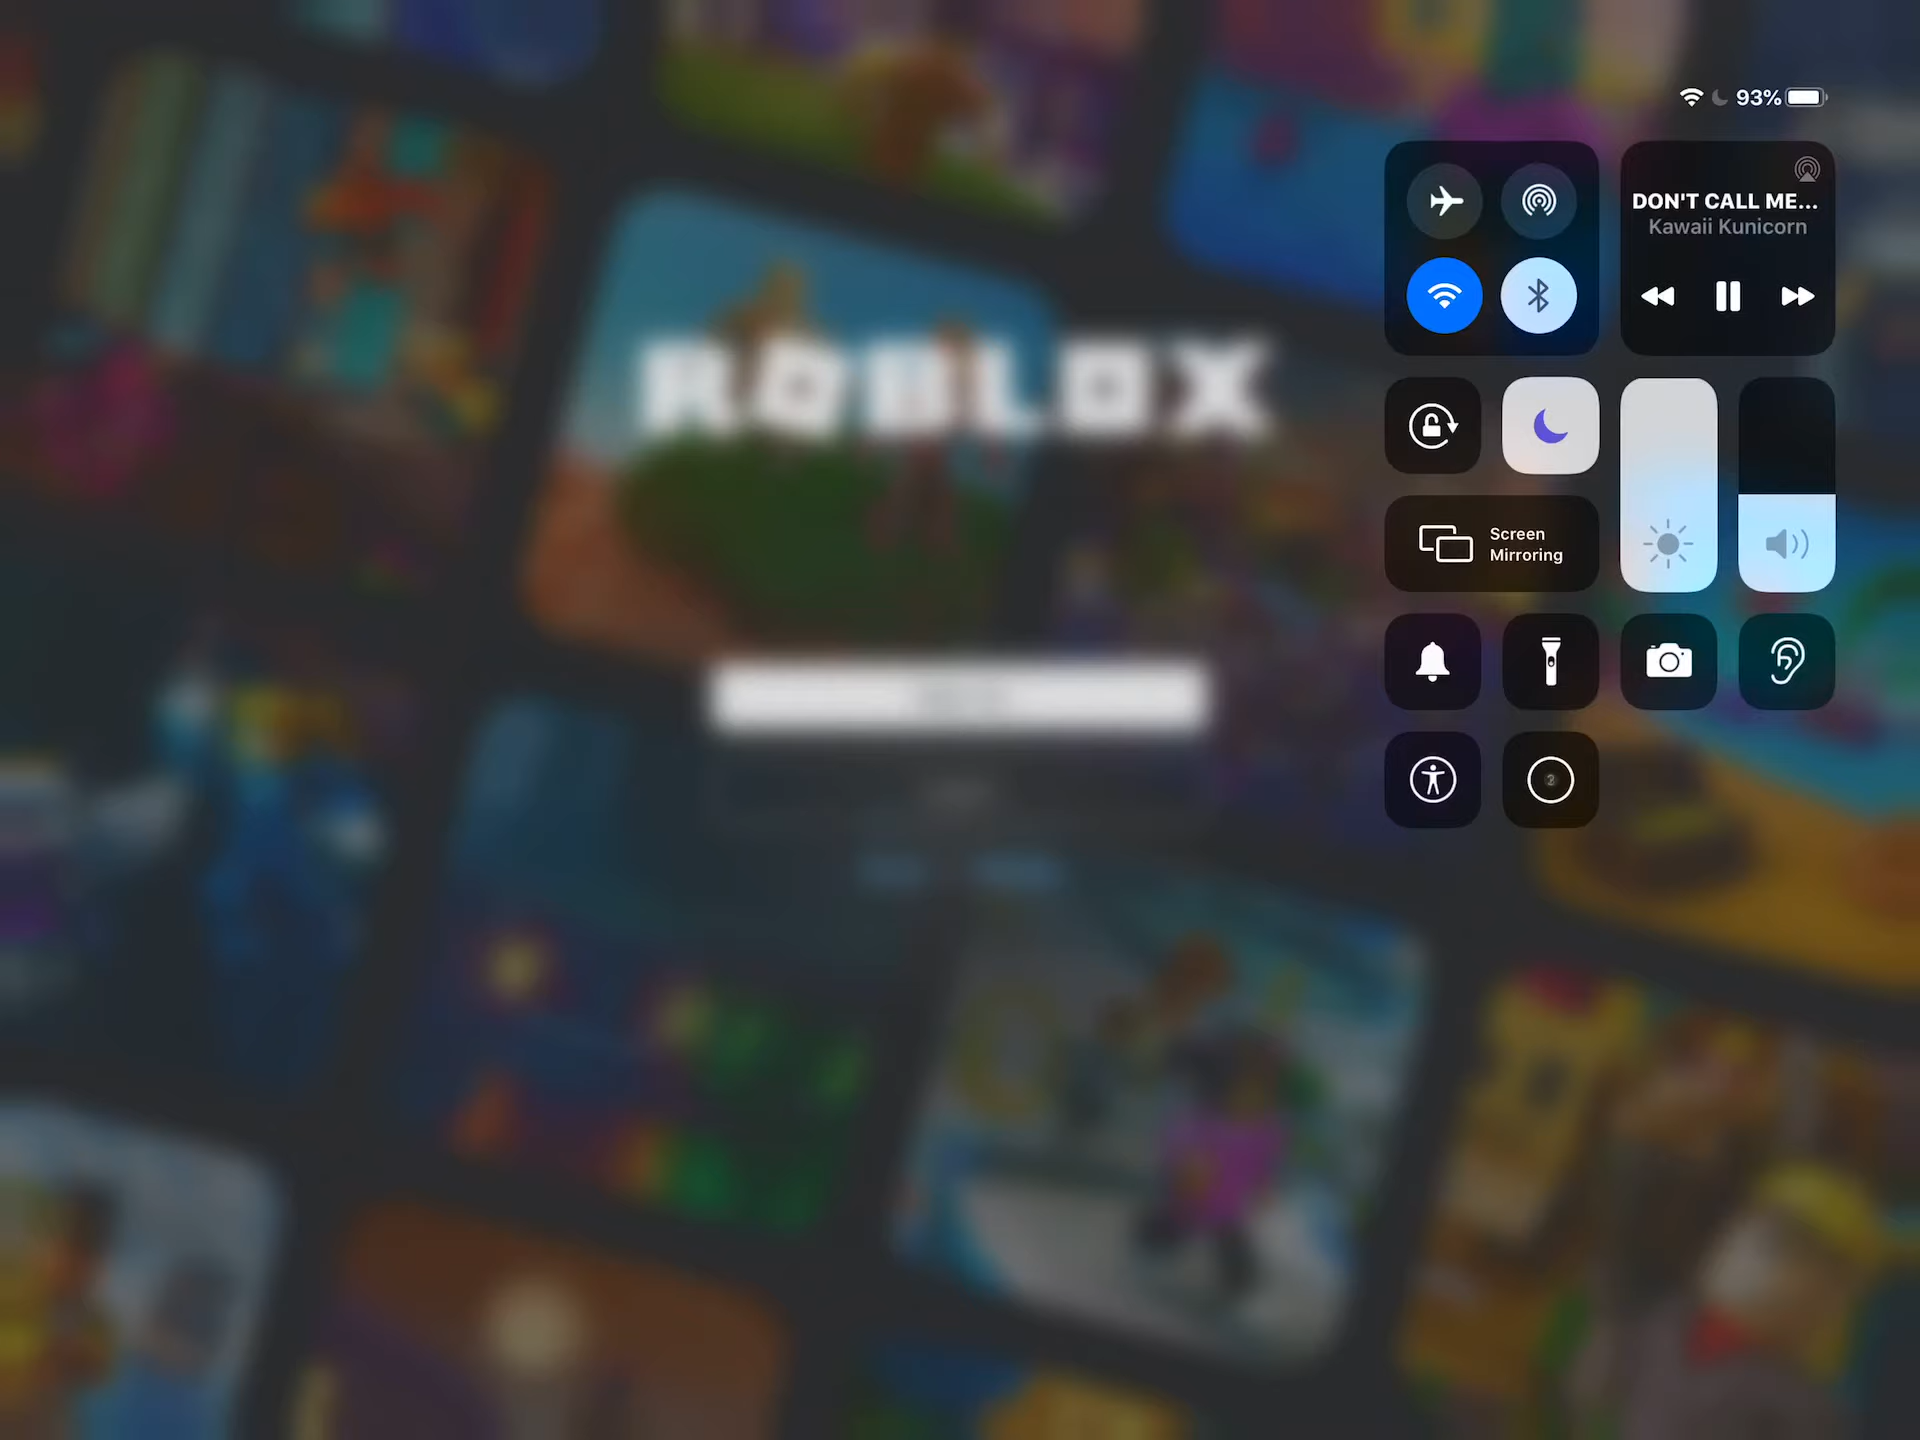 93%
DON'T CALL ME...
Kawaii Kunicorn
ROBLOX
Screen
Mirroring